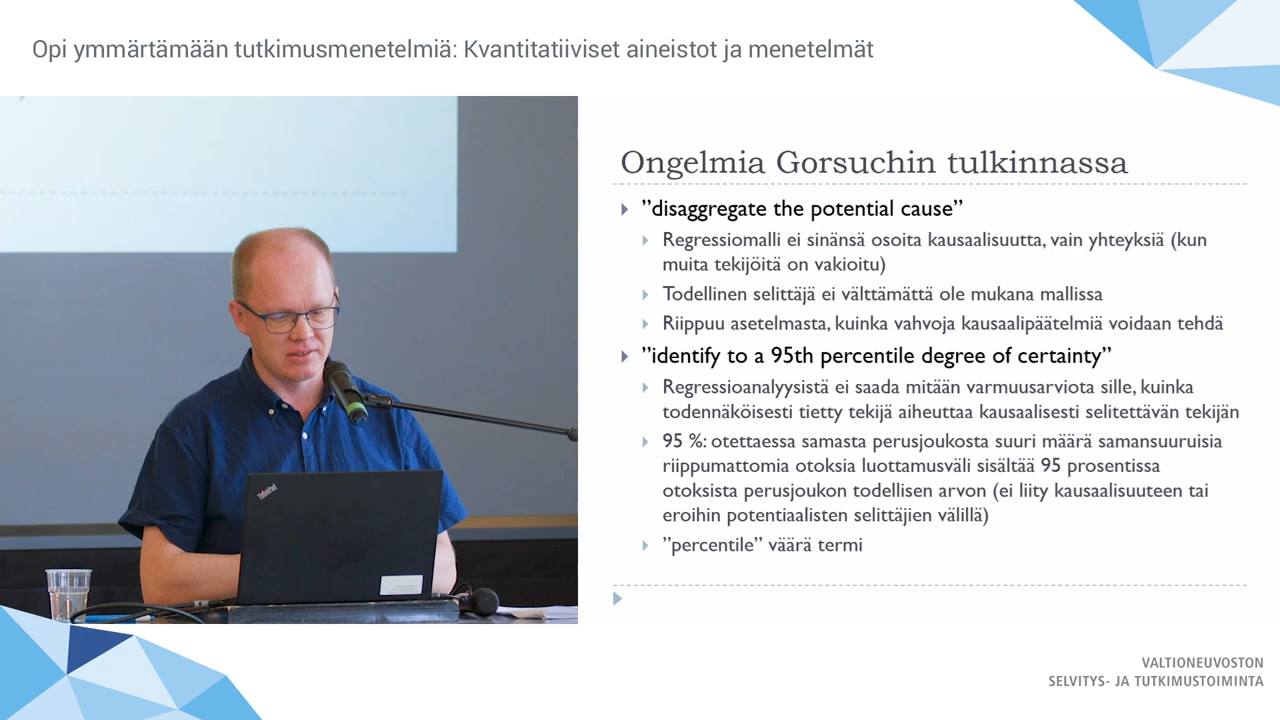 Opi ymmärtämään tutkimusmenetelmiä: Kvantitatiiviset aineistot ja menetelmät
Ongelmia Gorsuchin tulkinnassa
”disaggregate the potential cause”
Regressiomalli ei sinänsä osoita kausaalisuutta, vain yhteyksiä (kun
muita tekijöitä on vakioitu)
Todellinen selittäjä ei välttämättä ole mukana mallissa
Riippuu asetelmasta, kuinka vahvoja kausaalipäätelmiä voidaan tehdä
”identify to a 95th percentile degree of certainty”
Regressioanalyysistä ei saada mitään varmuusarviota sille, kuinka
todennäköisesti tietty tekijä aiheuttaa kausaalisesti selitettävän tekijän
95 %: otettaessa samasta perusjoukosta suuri määrä samansuuruisia
riippumattomia otoksia luottamusväli sisältää 95 prosentissa
otoksista perusjoukon todellisen arvon (ei liity kausaalisuuteen tai
eroihin potentiaalisten selittäjien välillä)
”percentile” väärä termi
ThinkPad
VALTIONEUVOSTON
SELVITYS- JA TUTKIMUSTOIMINTA